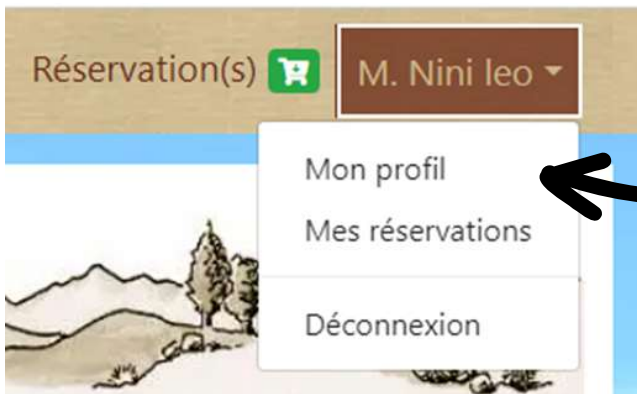 Réservation(s) M. Nini leo
Mon profil
Mes réservations
Déconnexion